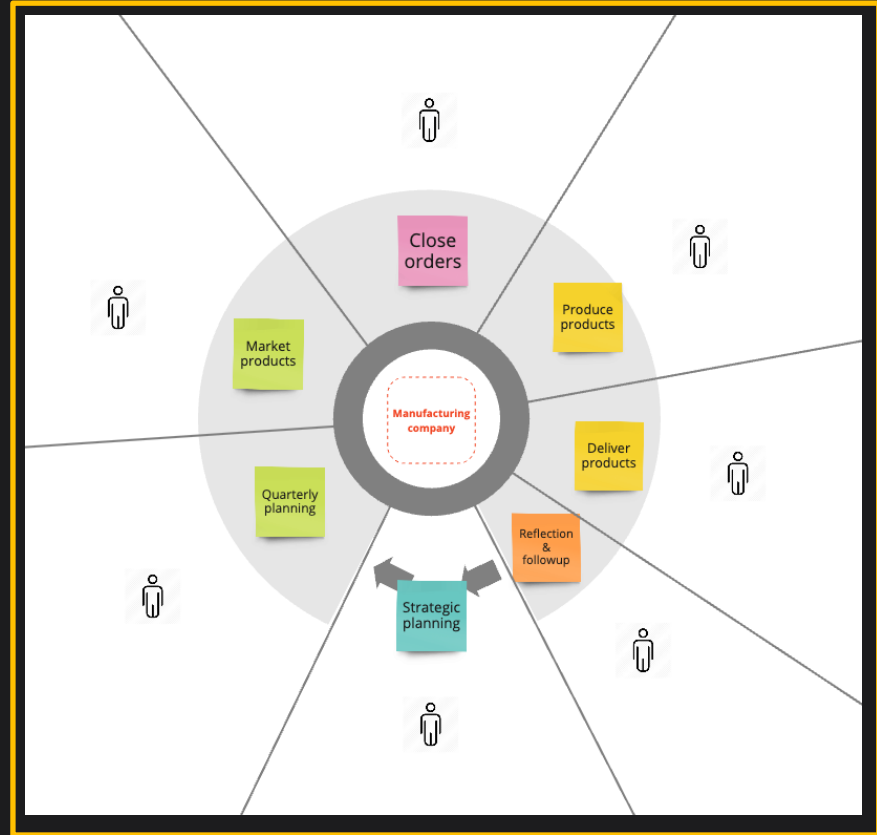 Close
orders
Produce
products
Market
products
Manufacturing
company
Deliver
products
Quarterly
planning
Reflection
&
followup
Strategic
planning